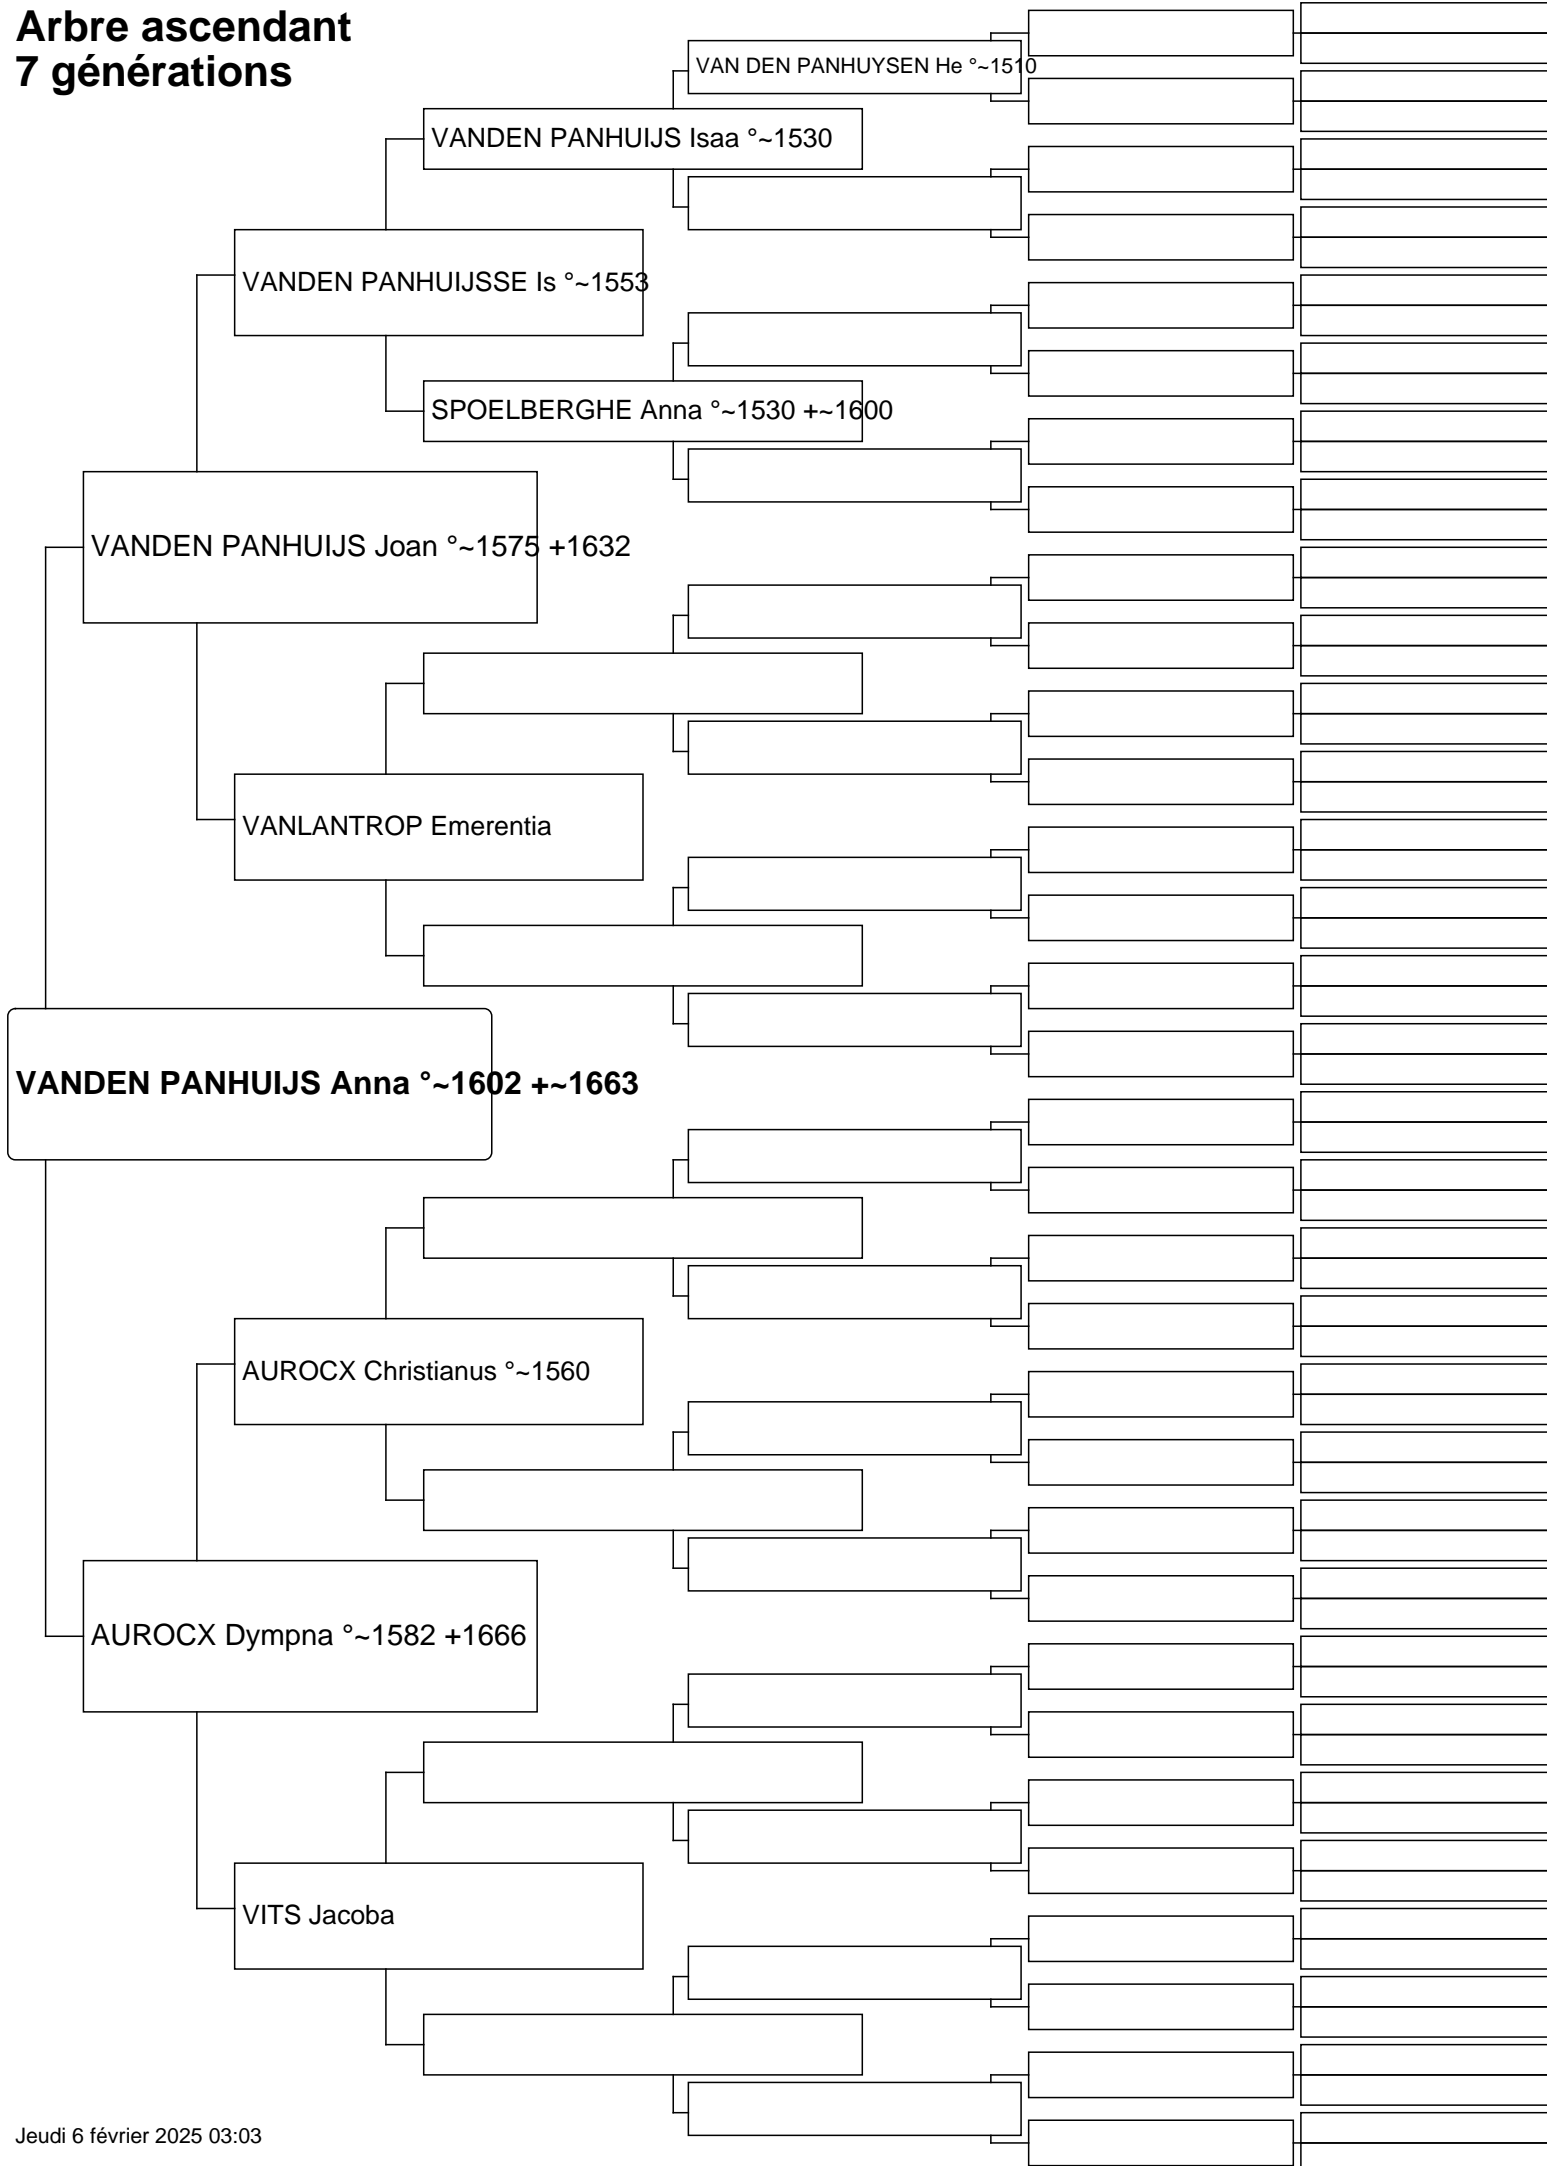 Arbre ascendant
7 générations
VAN DEN PANHUYSEN He °~1510
VANDEN PANHUIJS Isaa °~1530
VANDEN PANHUIJSSE Is °~1553
SPOELBERGHE Anna °~1530 +~1600
VANDEN PANHUIJS Joan °~1575 +1632
VANLANTROP Emerentia
VANDEN PANHUIJS Anna °~1602 +~1663
AUROCX Christianus °~1560
AUROCX Dympna °~1582 +1666
VITS Jacoba
Jeudi 6 février 2025 03:03